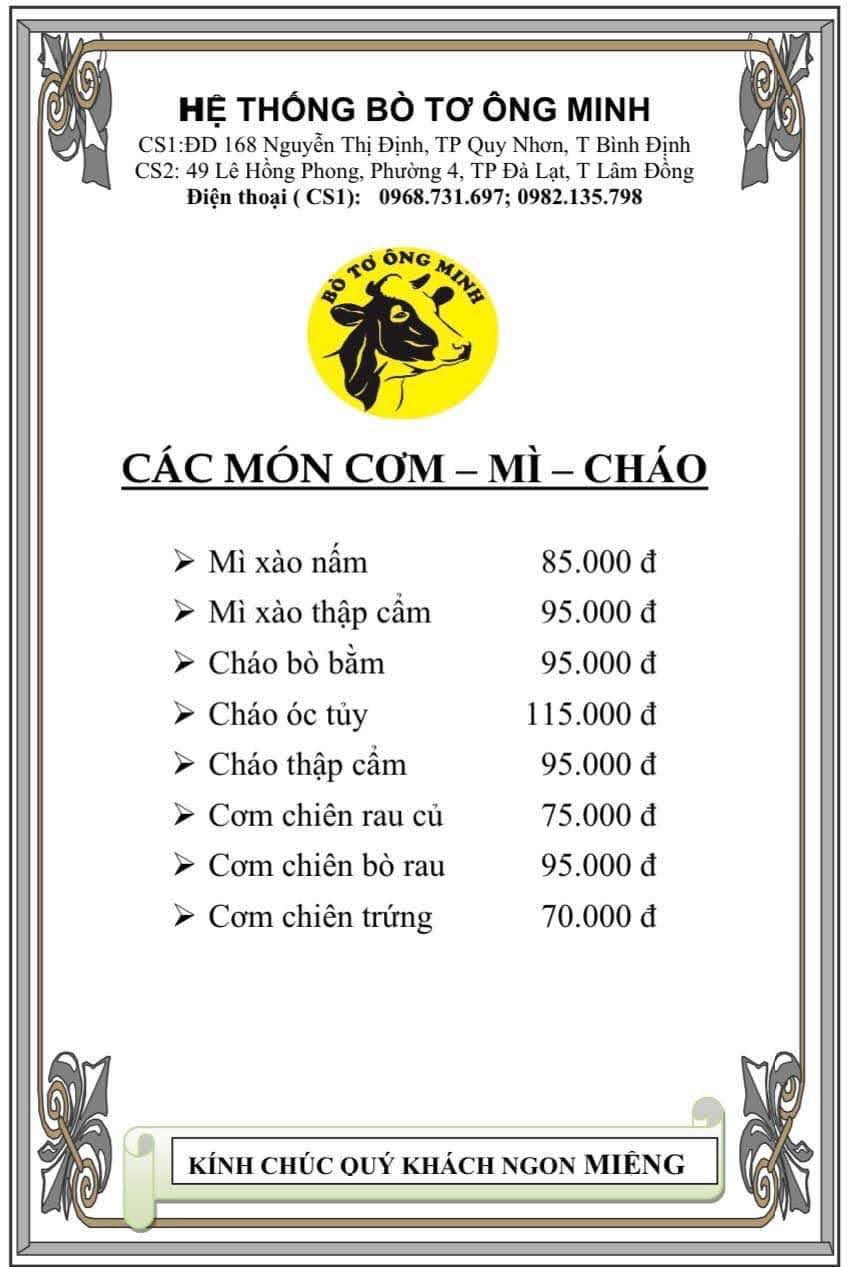 HỆ THỐNG BÒ TƠ ÔNG MINH
CS1:ĐD 168 Nguyễn Thị Định, TP Quy Nhơn, T Bình Định
CS2: 49 Lê Hồng Phong, Phường 4, TP Đà Lạt, T Lâm Đồng
Điện thoại ( CS1): 0968.731.697; 0982.135.798
BÒ TƠ ÔNG MINH
CÁC MÓN CƠM – MÌ – CHÁO
➢ Mì xào nấm 85.000 đ
➢ Mì xào thập cẩm 95.000 đ
➢ Cháo bò bằm 95.000 đ
➢ Cháo óc tủy 115.000 đ
➢ Cháo thập cẩm 95.000 đ
➢ Cơm chiên rau củ 75.000 đ
➢ Cơm chiên bò rau 95.000 đ
➢ Cơm chiên trứng 70.000 đ
KÍNH CHÚC QUÝ KHÁCH NGON MIÊNG